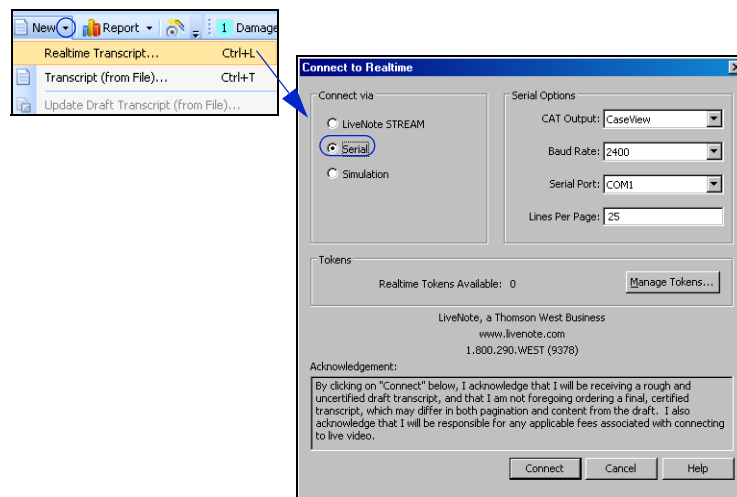 New Report 1 Damage
Realtime Transcript... Ctrl+L
Transcript (from File)... Ctrl+T
Update Draft Transcript (from File)...
Connect to Realtime
Connect via
LiveNote STREAM
Serial
Simulation
Serial Options
CAT Output: CaseView
Baud Rate: 2400
Serial Port: COM1
Lines Per Page: 25
Tokens
Realtime Tokens Available: 0 Manage Tokens...
LiveNote, a Thomson West Business
www.livenote.com
1.800.290.WEST (9378)
Acknowledgement:
By clicking on "Connect" below, I acknowledge that I will be receiving a rough and
uncertified draft transcript, and that I am not foregoing ordering a final, certified
transcript, which may differ in both pagination and content from the draft. I also
acknowledge that I will be responsible for any applicable fees associated with connecting
to live video.
Connect Cancel Help